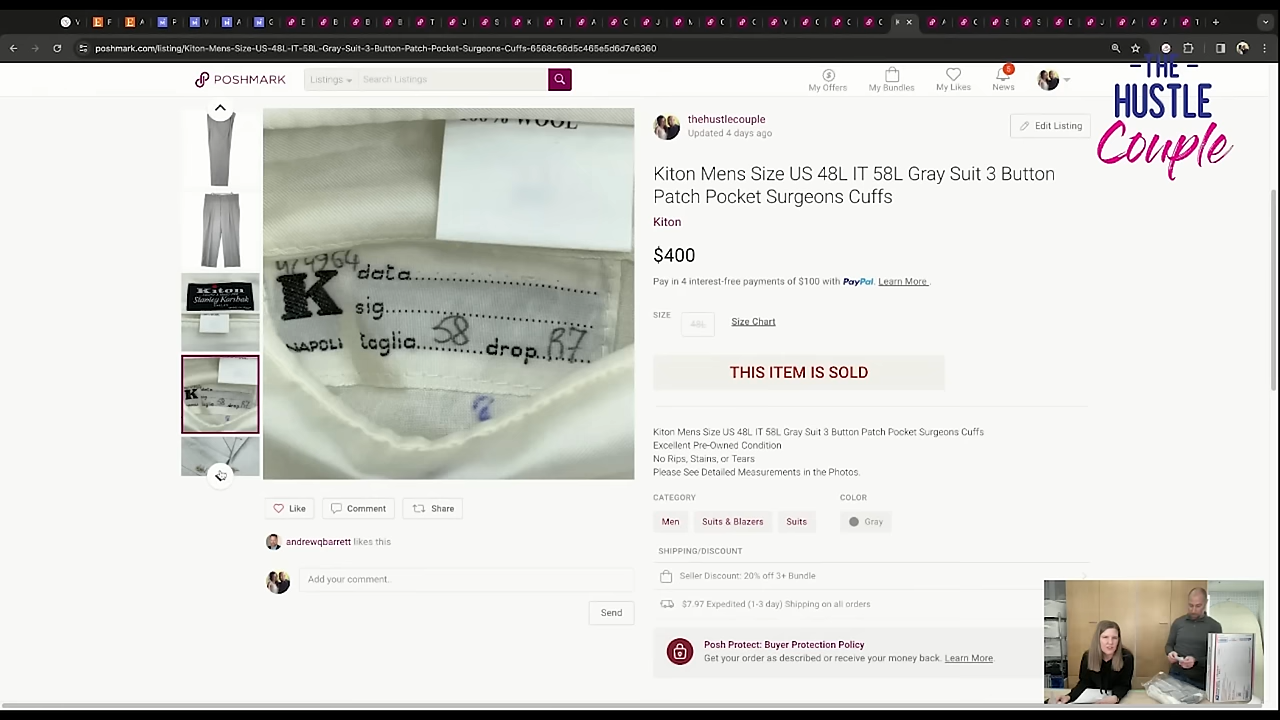 poshmark.com/listing/Kiton-Mens-Size-US-48L-IT-58L-Gray-Suit-3-Button-Patch-Pocket-Surgeons-Cuffs-6568c66d5c465e5d6d7e6360
POSHMARK
Listings
Search Listings
My Offers
My Bundles
My Likes
5
News
THE
HUSTLE
Couple
thehustlecouple
Updated 4 days ago
Edit Listing
Kiton Mens Size US 48L IT 58L Gray Suit 3 Button
Patch Pocket Surgeons Cuffs
Kiton
$400
Pay in 4 interest-free payments of $100 with PayPal. Learn More.
SIZE
48L
Size Chart
THIS ITEM IS SOLD
Kiton Mens Size US 48L IT 58L Gray Suit 3 Button Patch Pocket Surgeons Cuffs
Excellent Pre-Owned Condition
No Rips, Stains, or Tears
Please See Detailed Measurements in the Photos.
CATEGORY
COLOR
Men
Suits & Blazers
Suits
Gray
SHIPPING/DISCOUNT
Seller Discount: 20% off 3+ Bundle
$7.97 Expedited (1-3 day) Shipping on all orders
Posh Protect: Buyer Protection Policy
Get your order as described or receive your money back. Learn More.
100% WOOL
K
data
sig
NAPOLI
taglia 58 drop R7
Kiton
Stanley Korshak
Like
Comment
Share
andrewqbarrett likes this
Add your comment..
Send